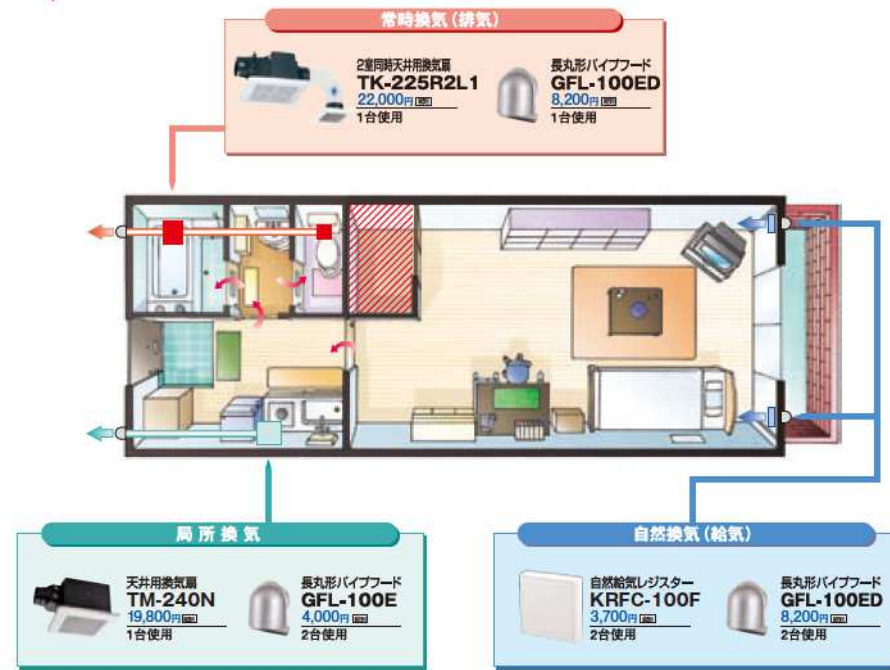 常時換気(排気)
2室同時天井用換気扇
TK-225R2L1
22,000円
1台使用
長丸形パイプフード
GFL-100ED
8,200円
1台使用
局所換気
天井用換気扇
TM-240N
19,800円
1台使用
長丸形パイプフード
GFL-100E
4,000円
2台使用
自然換気(給気)
自然給気レジスター
KRFC-100F
3,700円
2台使用
長丸形パイプフード
GFL-100ED
8,200円
2台使用